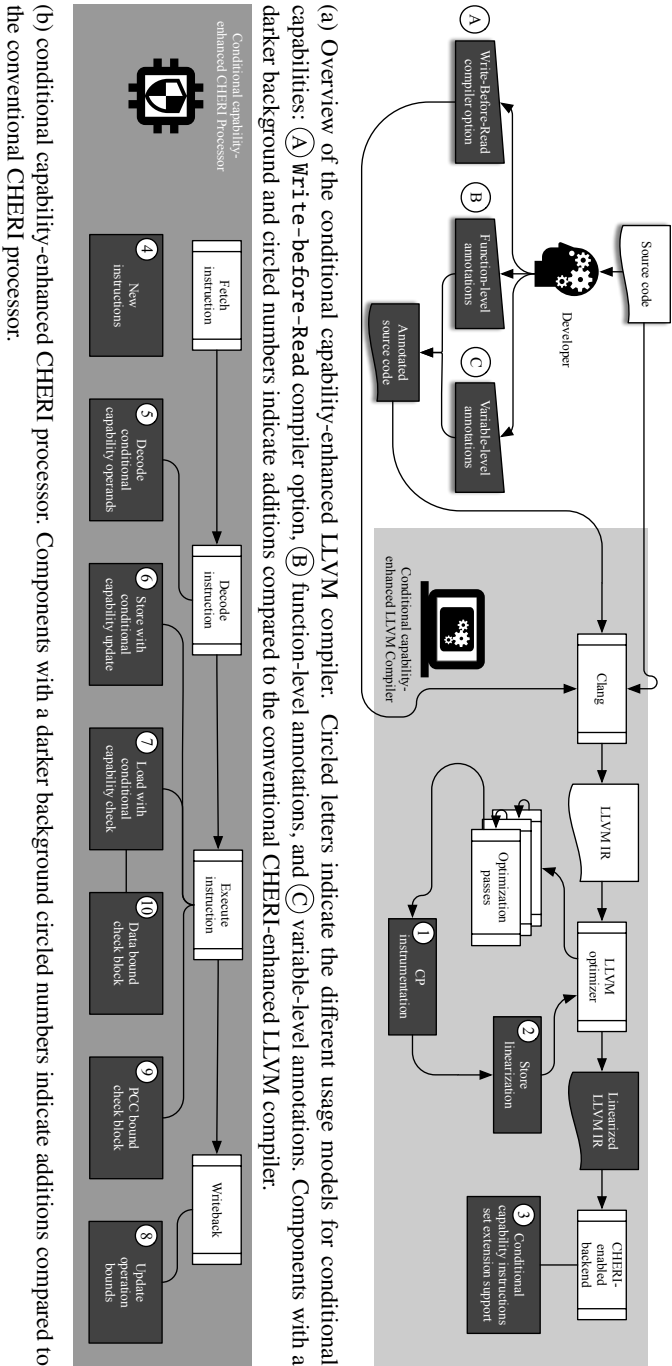 Source code
Developer
A
Write-Before-Read
compiler option
B
Function-level
annotations
C
Variable-level
annotations
Annotated
source code
Conditional capability-
enhanced LLVM Compiler
Clang
LLVM IR
LLVM
optimizer
Optimization
passes
1 CP
instrumentation
2 Store
linearization
Linearized
LLVM IR
CHERI-
enabled
backend
3 Conditional
capability instructions
set extension support
(a) Overview of the conditional capability-enhanced LLVM compiler. Circled letters indicate the different usage models for conditional
capabilities: A Write-before-Read compiler option, B function-level annotations, and C variable-level annotations. Components with a
darker background and circled numbers indicate additions compared to the conventional CHERI-enhanced LLVM compiler.
Conditional capability-
enhanced CHERI Processor
Fetch
instruction
Decode
instruction
Execute
instruction
Writeback
4 New
instructions
5 Decode
conditional
capability operands
6 Store with
conditional
capability update
7 Load with
conditional
capability check
10 Data bound
check block
9 PCC bound
check block
8 Update
operation
bounds
(b) conditional capability-enhanced CHERI processor. Components with a darker background circled numbers indicate additions compared to
the conventional CHERI processor.